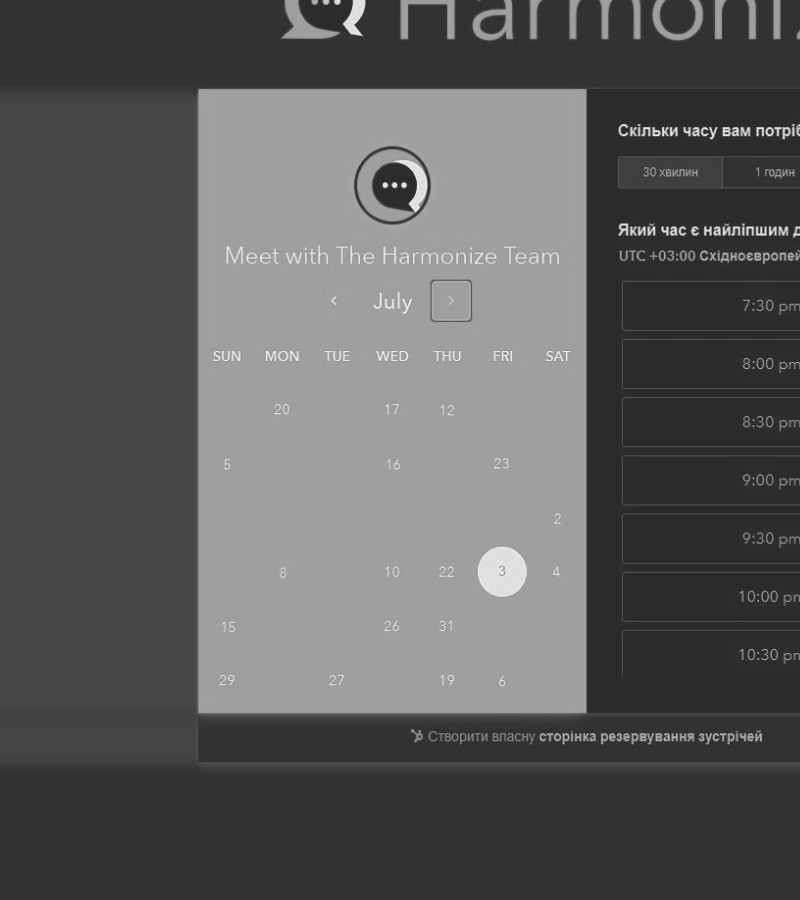 Harmoniz
Meet with The Harmonize Team
July
SUN MON TUE WED THU FRI SAT
20 17 12
5 16 23
2
8 10 22 3 4
15 26 31
29 27 19 6
Скільки часу вам потріб
30 хвилин 1 годин
Який час є найліпшим д
UTC +03:00 Східноєвропей
7:30 pm
8:00 pm
8:30 pm
9:00 pm
9:30 pm
10:00 pm
10:30 pm
Створити власну сторінка резервування зустрічей